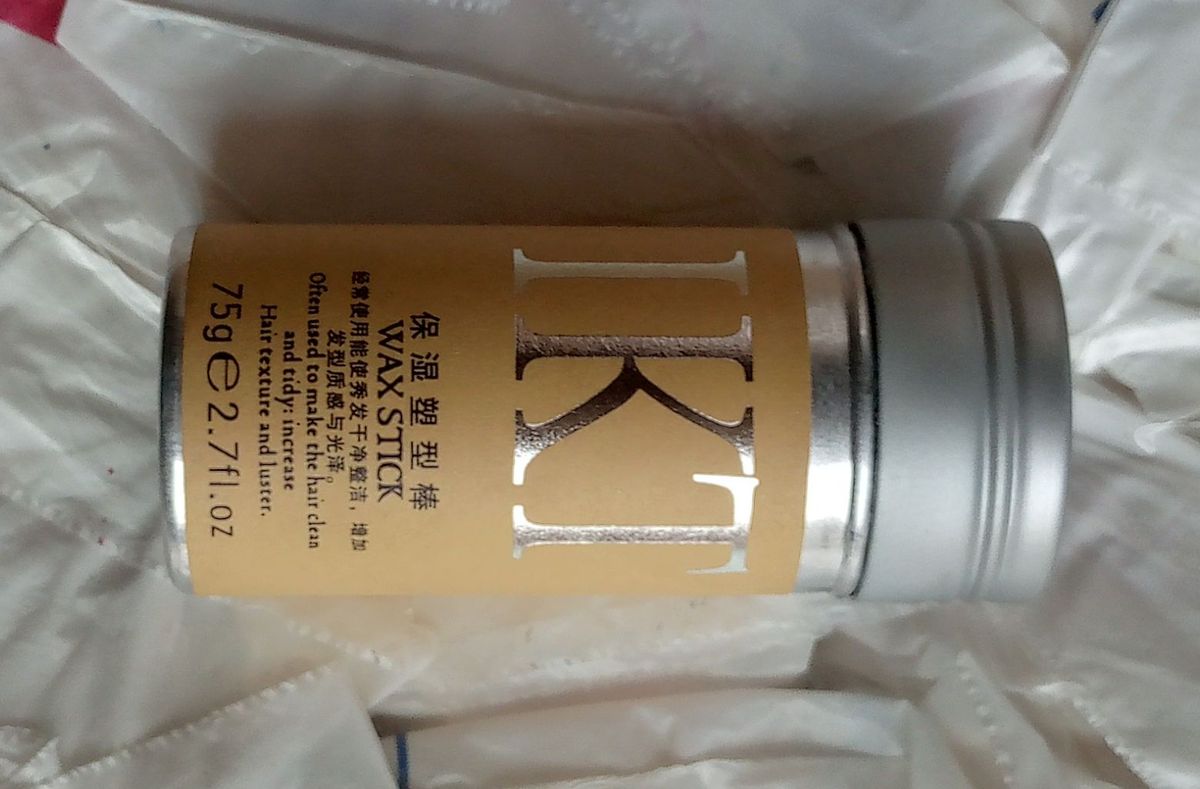 IKT
保湿塑型棒
WAX STICK
经常使用能使秀发干净整洁，增加
发型质感与光泽。
Often used to make the hair clean
and tidy; increase
Hair texture and luster.
75g e 2.7fl.oz